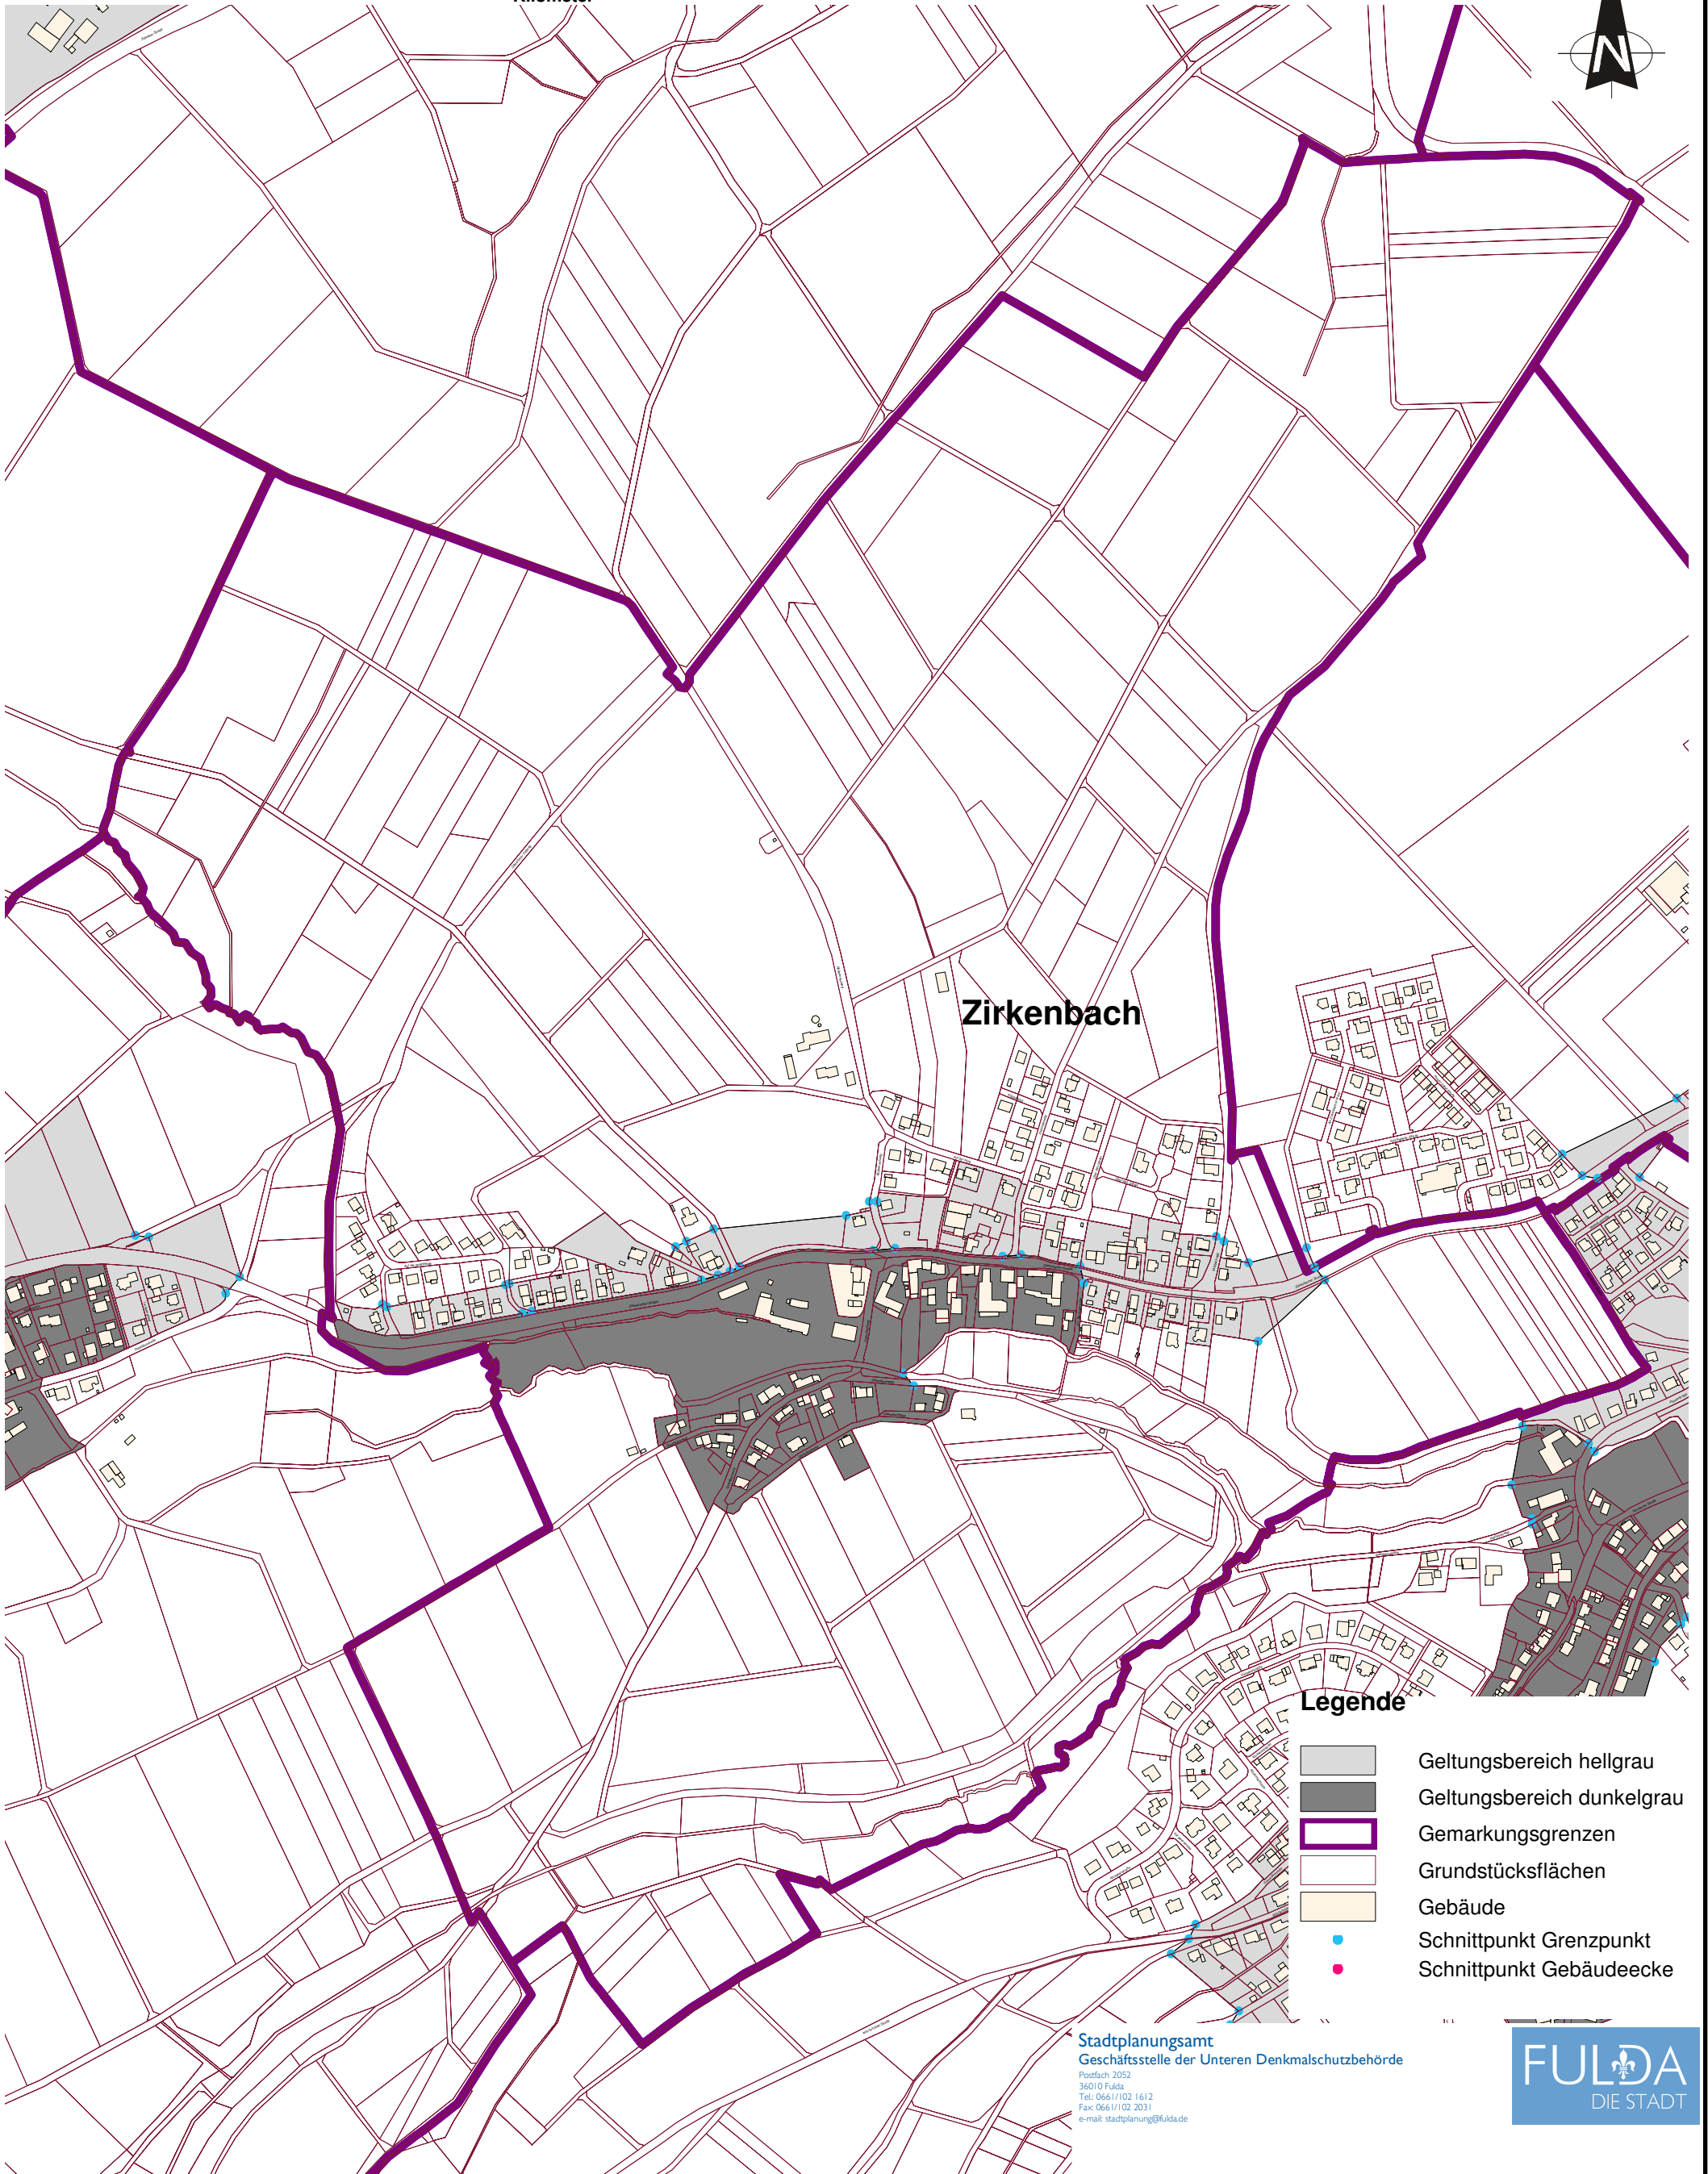 Zirkenbach
Legende
Geltungsbereich hellgrau
Geltungsbereich dunkelgrau
Gemarkungsgrenzen
Grundstücksflächen
Gebäude
Schnittpunkt Grenzpunkt
Schnittpunkt Gebäudeecke
Stadtplanungsamt
Geschäftsstelle der Unteren Denkmalschutzbehörde
Postfach 2052
36010 Fulda
Tel.: 0661/102 1612
Fax: 0661/102 2031
e-mail: stadtplanung@fulda.de
N
FULDA
DIE STADT